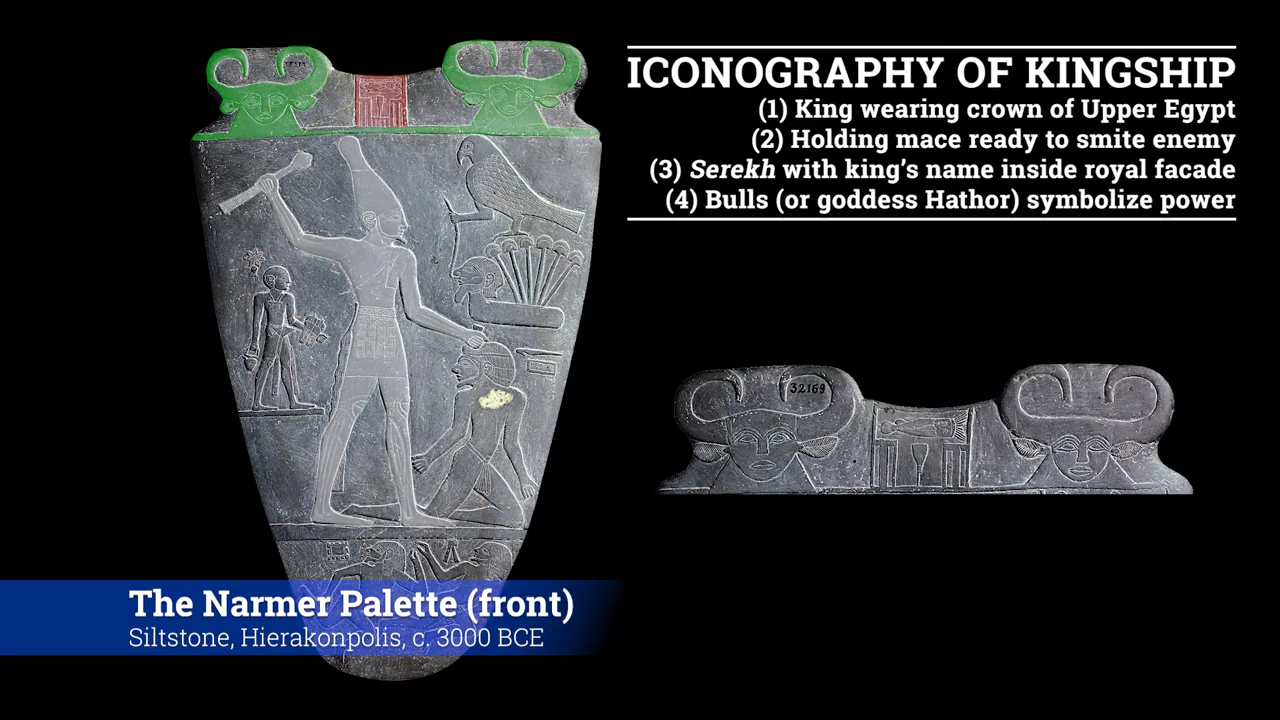 ICONOGRAPHY OF KINGSHIP
(1) King wearing crown of Upper Egypt
(2) Holding mace ready to smite enemy
(3) Serekh with king's name inside royal facade
(4) Bulls (or goddess Hathor) symbolize power
32169
The Narmer Palette (front)
Siltstone, Hierakonpolis, c. 3000 BCE